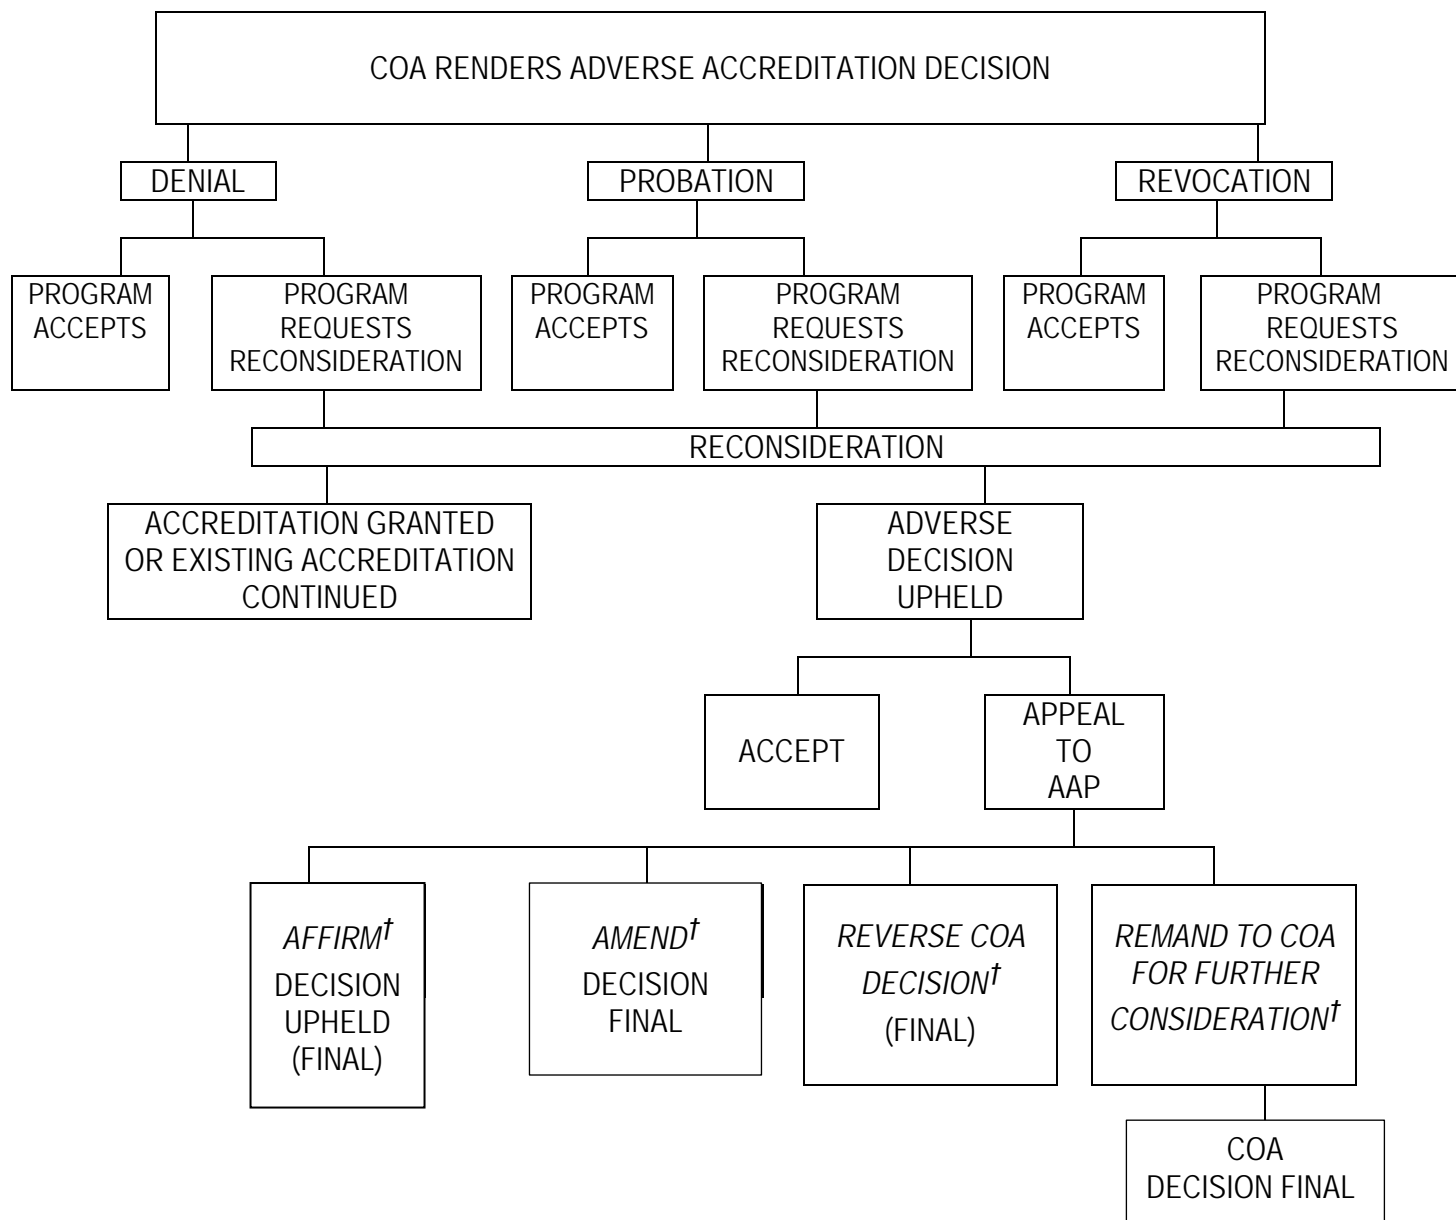 COA RENDERS ADVERSE ACCREDITATION DECISION
DENIAL
PROBATION
REVOCATION
PROGRAM
ACCEPTS
PROGRAM
REQUESTS
RECONSIDERATION
PROGRAM
ACCEPTS
PROGRAM
REQUESTS
RECONSIDERATION
PROGRAM
ACCEPTS
PROGRAM
REQUESTS
RECONSIDERATION
RECONSIDERATION
ACCREDITATION GRANTED
OR EXISTING ACCREDITATION
CONTINUED
ADVERSE
DECISION
UPHELD
ACCEPT
APPEAL
TO
AAP
AFFIRM†
DECISION
UPHELD
(FINAL)
AMEND†
DECISION
FINAL
REVERSE COA
DECISION†
(FINAL)
REMAND TO COA
FOR FURTHER
CONSIDERATION†
COA
DECISION FINAL